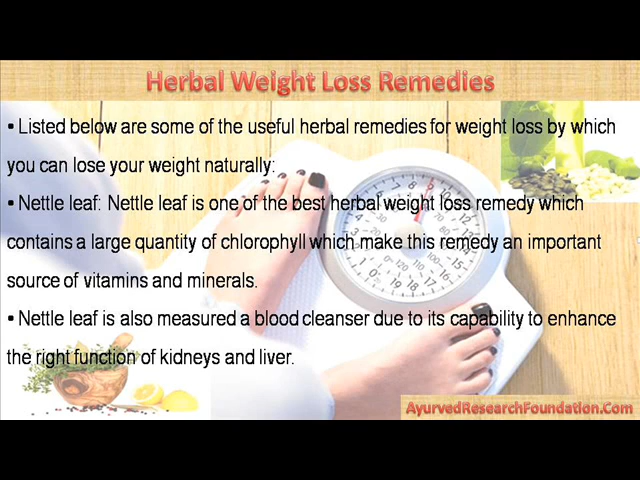 Herbal Weight Loss Remedies
• Listed below are some of the useful herbal remedies for weight loss by which
you can lose your weight naturally:
• Nettle leaf: Nettle leaf is one of the best herbal weight loss remedy which
contains a large quantity of chlorophyll which make this remedy an important
source of vitamins and minerals.
• Nettle leaf is also measured a blood cleanser due to its capability to enhance
the right function of kidneys and liver.
AyurvedResearchFoundation.Com